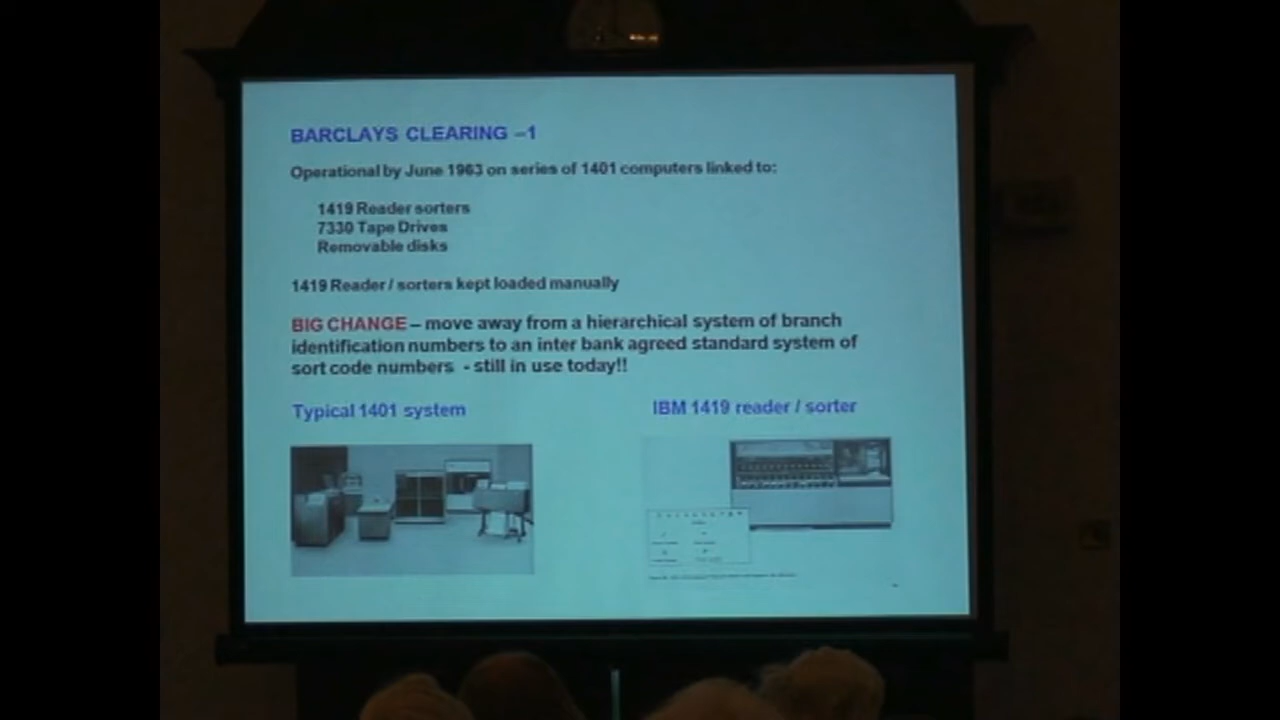 BARCLAYS CLEARING –1
Operational by June 1963 on series of 1401 computers linked to:
1419 Reader sorters
7330 Tape Drives
Removable disks
1419 Reader / sorters kept loaded manually
BIG CHANGE – move away from a hierarchical system of branch
identification numbers to an inter bank agreed standard system of
sort code numbers - still in use today!!
Typical 1401 system
IBM 1419 reader / sorter